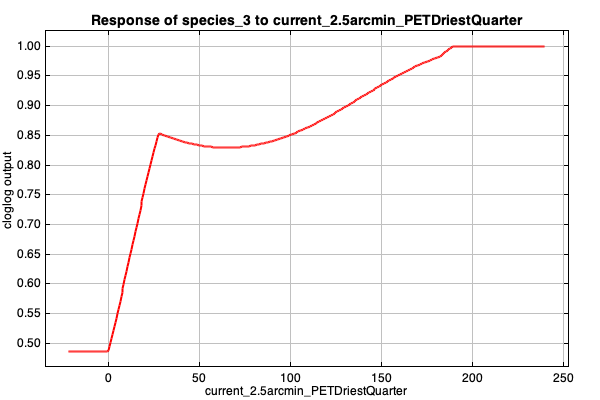 Response of species_3 to current_2.5arcmin_PETDriestQuarter
1.00
0.95
0.90
0.85
0.80
0.75
0.70
0.65
0.60
0.55
0.50
cloglog output
0 50 100 150 200 250
current_2.5arcmin_PETDriestQuarter